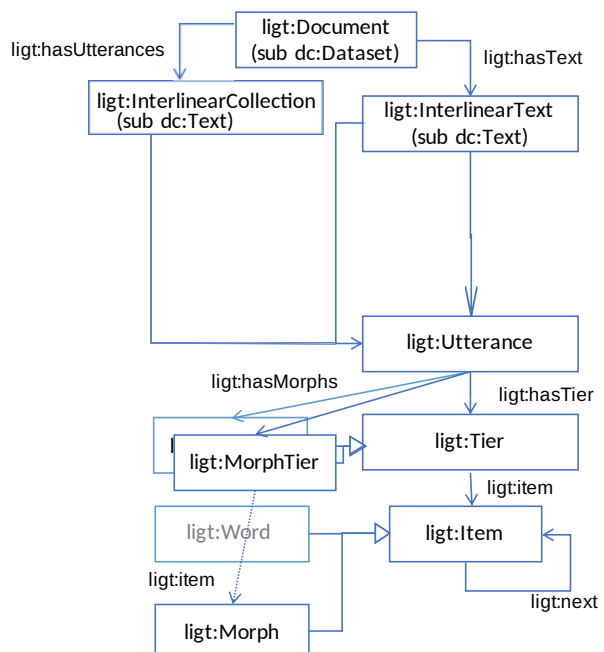 ligt:Document
(sub dc:Dataset)
ligt:hasUtterances
ligt:hasText
ligt:InterlinearCollection
(sub dc:Text)
ligt:InterlinearText
(sub dc:Text)
ligt:Utterance
ligt:hasMorphs
ligt:hasTier
ligt:Tier
ligt:MorphTier
ligt:item
ligt:Word
ligt:Item
ligt:item
ligt:next
ligt:Morph